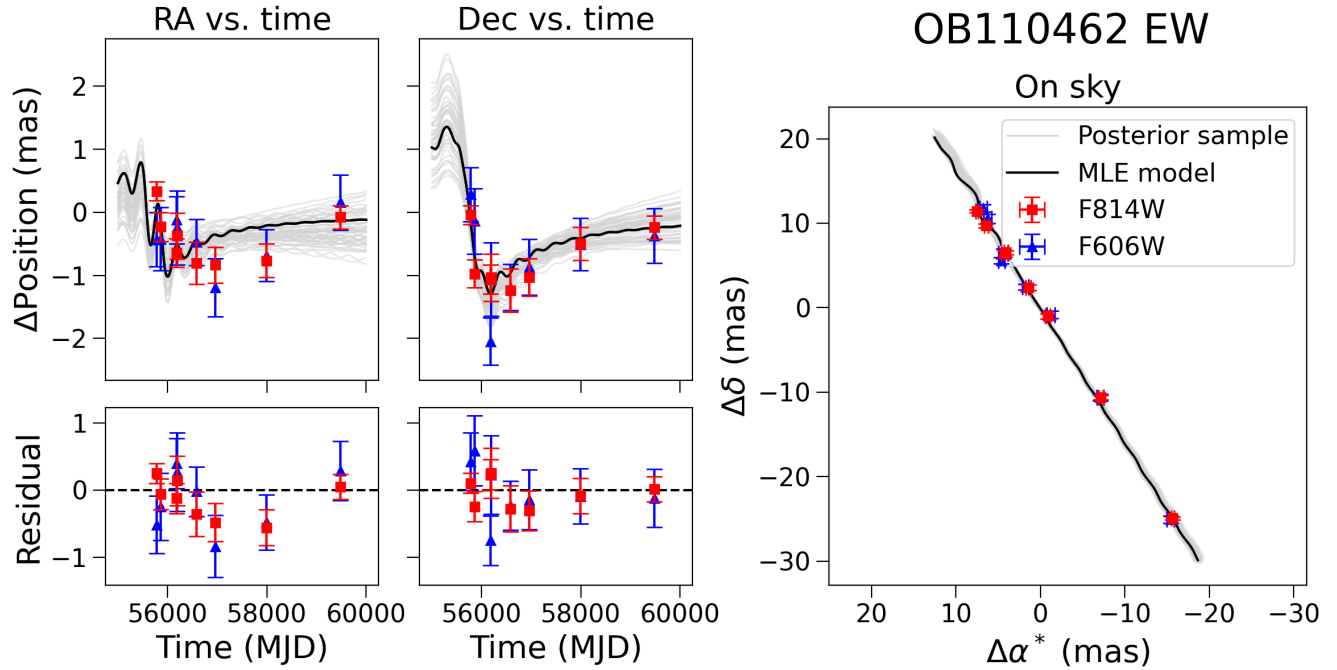 RA vs. time
Dec vs. time
OB110462 EW
On sky
ΔPosition (mas)
2
1
0
−1
−2
Residual
1
0
−1
56000
58000
60000
Time (MJD)
56000
58000
60000
Time (MJD)
Posterior sample
MLE model
F814W
F606W
Δδ (mas)
20
10
0
−10
−20
−30
20
10
0
−10
−20
−30
Δα* (mas)